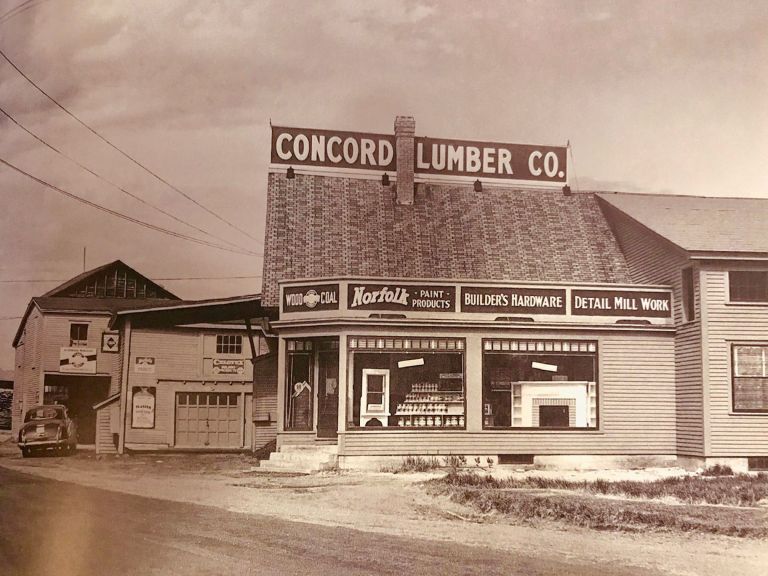 CONCORD LUMBER CO.
WOOD COAL
Norfolk PAINT PRODUCTS
BUILDER'S HARDWARE
DETAIL MILL WORK